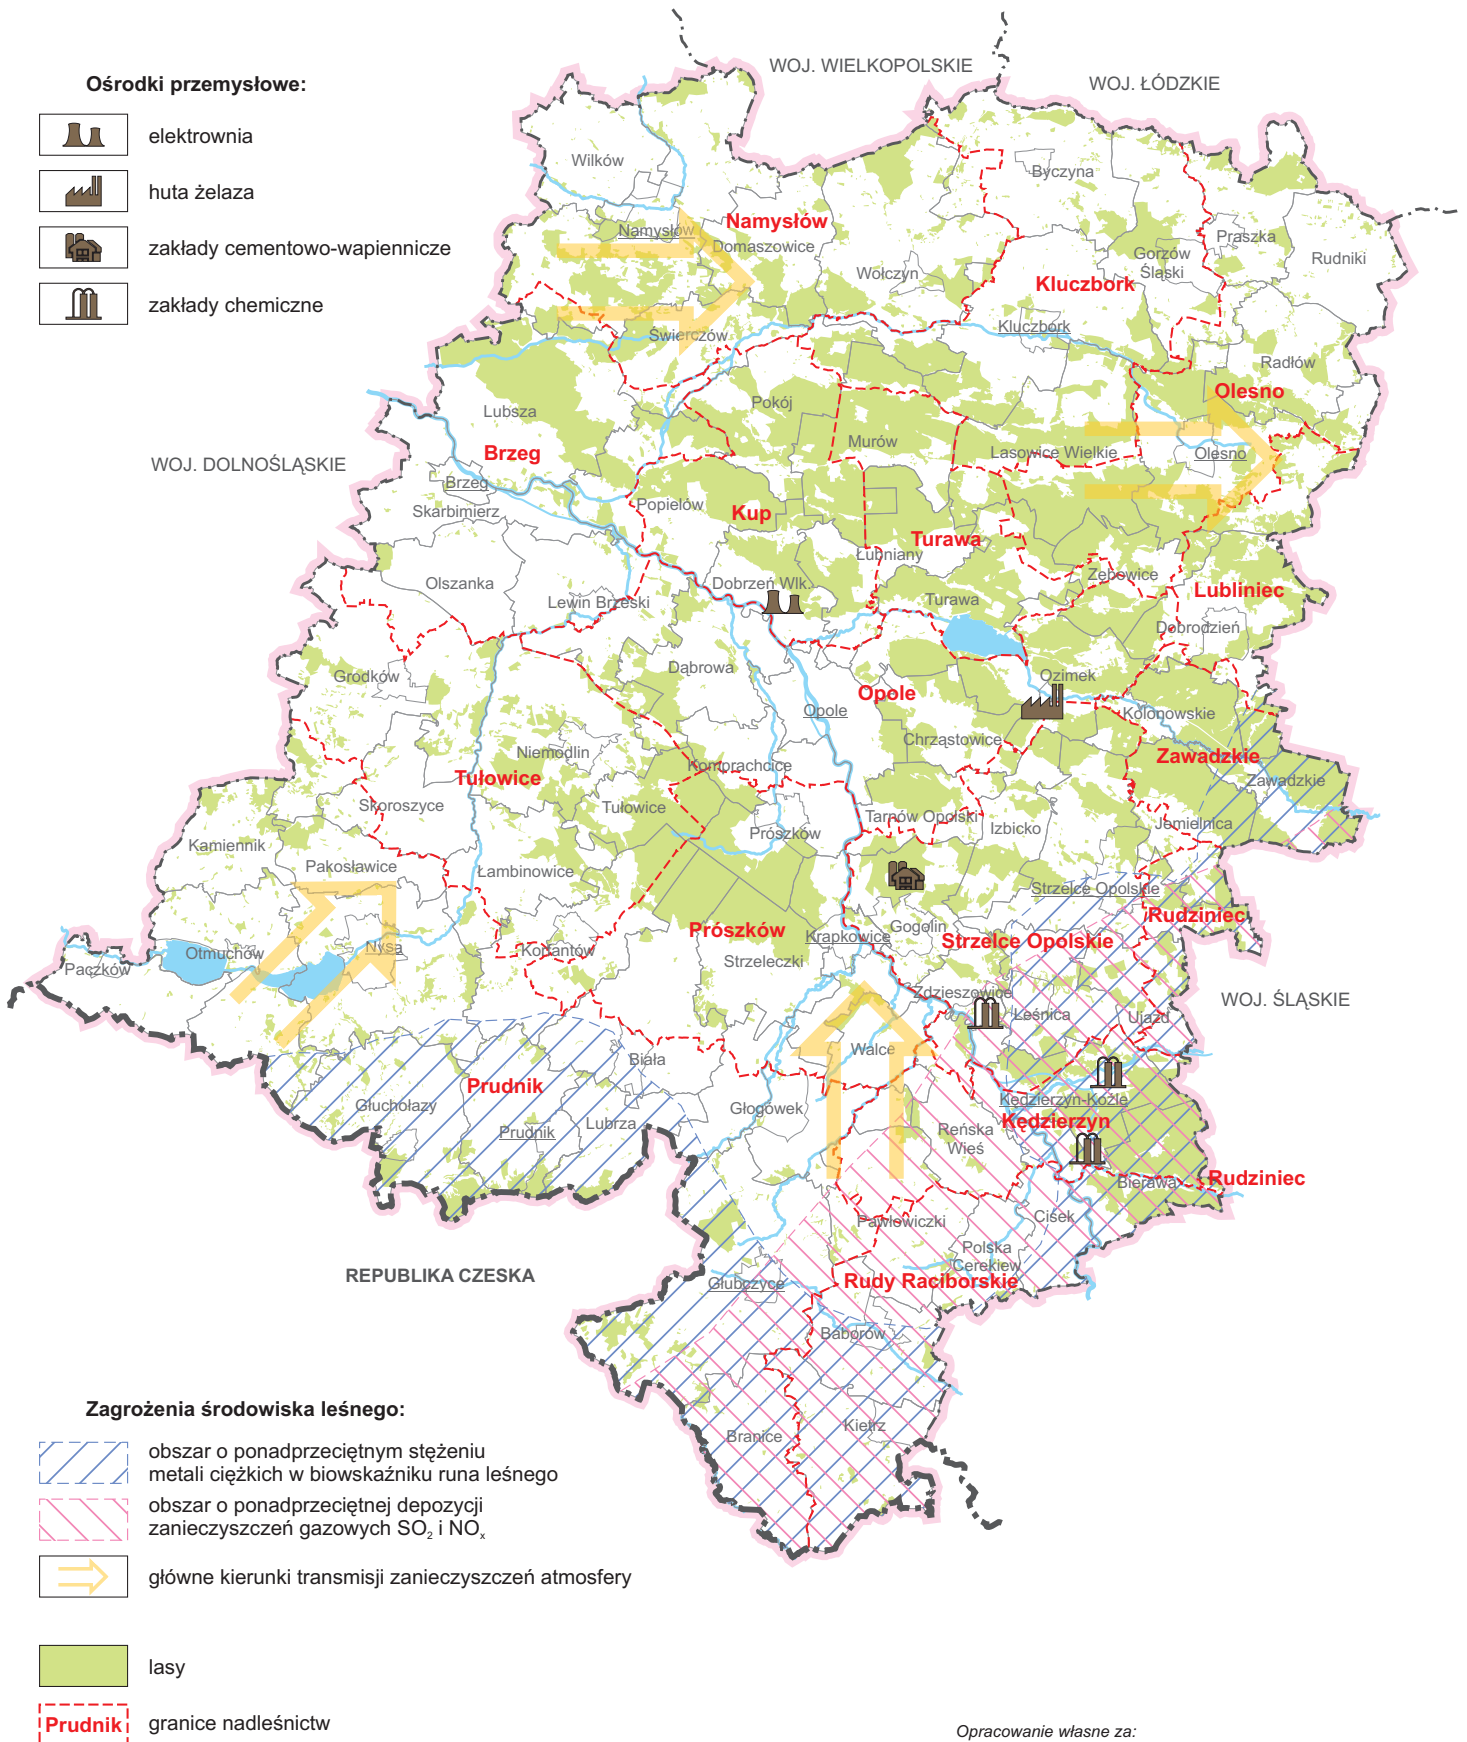 WOJ. WIELKOPOLSKIE
WOJ. ŁÓDZKIE
Ośrodki przemysłowe:
elektrownia
huta żelaza
zakłady cementowo-wapiennicze
zakłady chemiczne
Wilków
Byczyna
Namysłów
Namysłów
Domaszowice
Praszka
Rudniki
Gorzów
Śląski
Wołczyn
Kluczbork
Kluczbork
Świerczów
Radłów
Olesno
Pokój
Lubsza
Murów
Brzeg
Lasowice Wielkie
Olesno
WOJ. DOLNOŚLĄSKIE
Brzeg
Skarbimierz
Popielów
Kup
Turawa
Łubniany
Olszanka
Dobrzeń Wlk.
Zębowice
Lubliniec
Lewin Brzeski
Turawa
Dobrodzień
Dąbrowa
Grodków
Ozimek
Opole
Opole
Kolonowskie
Niemodlin
Chrząstowice
Zawadzkie
Komprachcice
Tułowice
Zawadzkie
Skoroszyce
Tułowice
Tarnów Opolski
Izbicko
Jemielnica
Prószków
Kamiennik
Pakosławice
Łambinowice
Strzelce Opolskie
Rudziniec
Prószków
Krapkowice
Gogolin
Strzelce Opolskie
Nysa
Otmuchów
Korfantów
Strzeleczki
Paczków
Zdzieszowice
WOJ. ŚLĄSKIE
Leśnica
Ujazd
Walce
Biała
Prudnik
Głuchołazy
Głogówek
Kędzierzyn-Koźle
Lubrza
Prudnik
Reńska
Wieś
Kędzierzyn
Rudziniec
Bierawa
Pawłowiczki
Cisek
Polska
Cerekiew
REPUBLIKA CZESKA
Głubczyce
Rudy Raciborskie
Baborów
Zagrożenia środowiska leśnego:
Kietrz
Branice
obszar o ponadprzeciętnym stężeniu
metali ciężkich w biowskaźniku runa leśnego
obszar o ponadprzeciętnej depozycji
zanieczyszczeń gazowych SO₂ i NOₓ
główne kierunki transmisji zanieczyszczeń atmosfery
lasy
Prudnik
granice nadleśnictw
Opracowanie własne za: